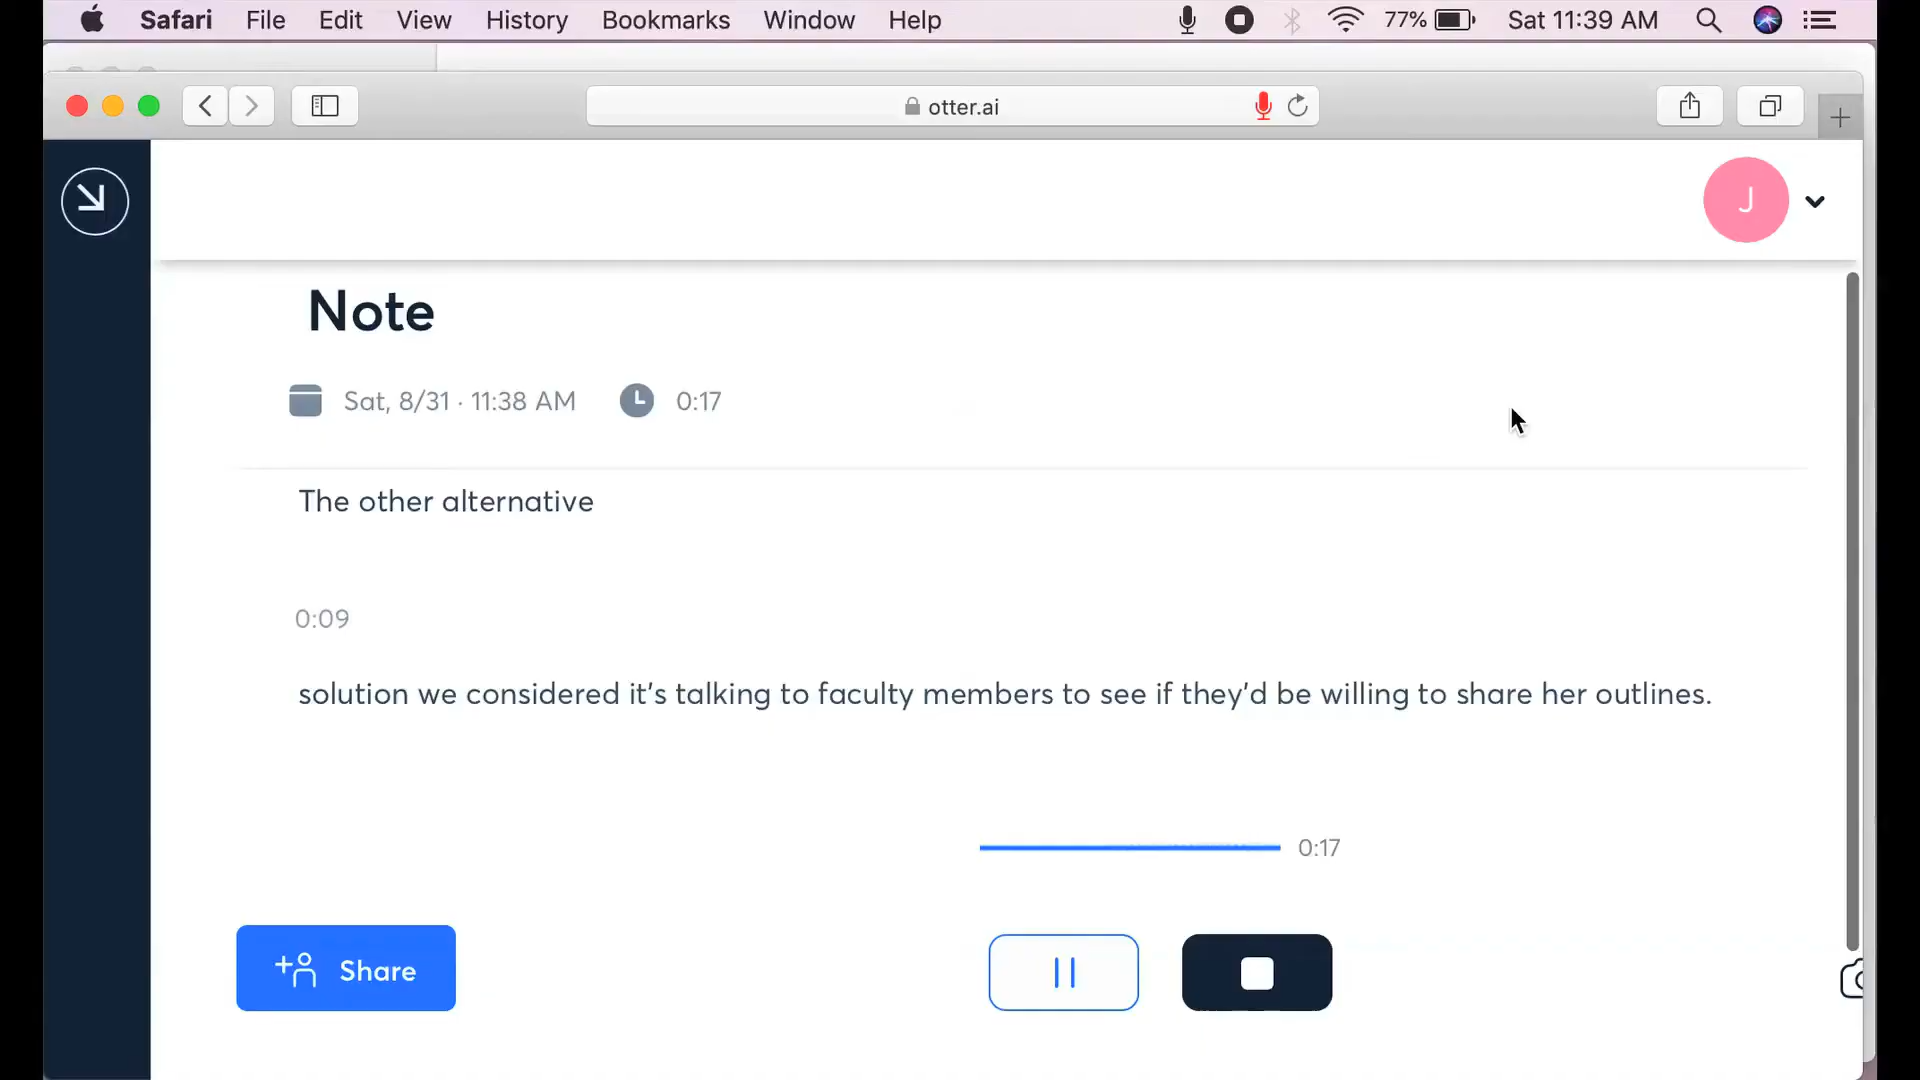 Safari File Edit View History Bookmarks Window Help 77% Sat 11:39 AM
otter.ai
J
Note
Sat, 8/31 · 11:38 AM 0:17
The other alternative
0:09
solution we considered it's talking to faculty members to see if they'd be willing to share her outlines.
0:17
Share